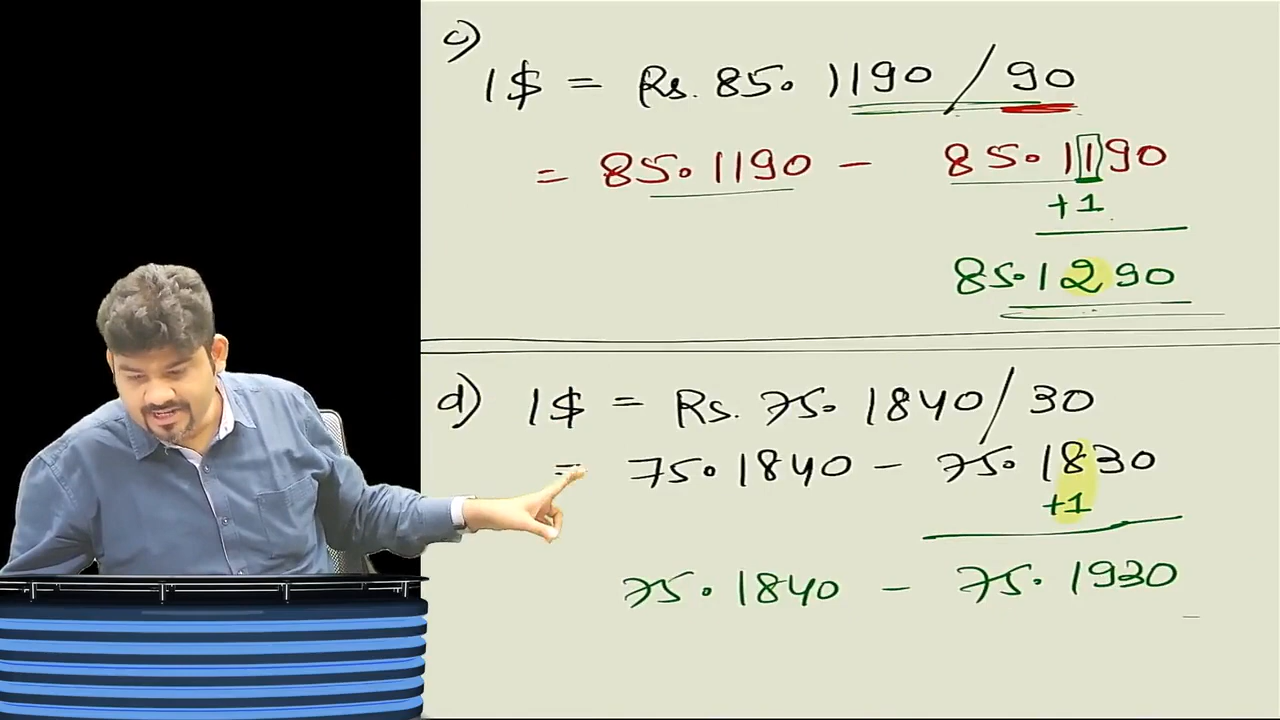 c)
1$ = Rs. 85.1190/90
= 85.1190 - 85.1190
+1
85.1290
d) 1$ = Rs. 75.1840/30
= 75.1840 - 75.1830
+1
75.1840 - 75.1930